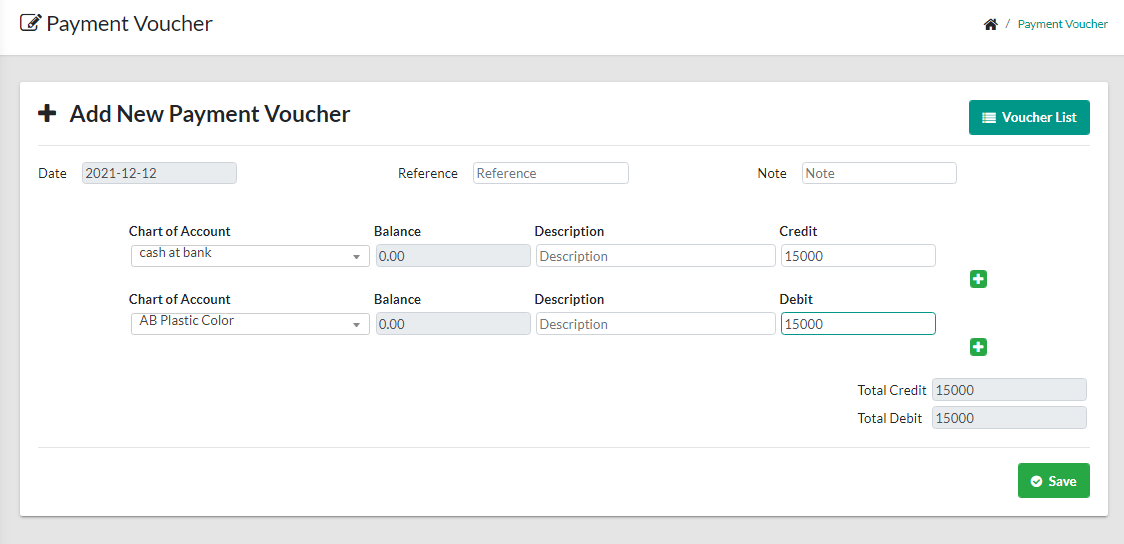 Payment Voucher
/ Payment Voucher
Add New Payment Voucher
Voucher List
Date 2021-12-12 Reference Reference Note Note
Chart of Account Balance Description Credit
cash at bank 0.00 Description 15000
Chart of Account Balance Description Debit
AB Plastic Color 0.00 Description 15000
Total Credit 15000
Total Debit 15000
Save